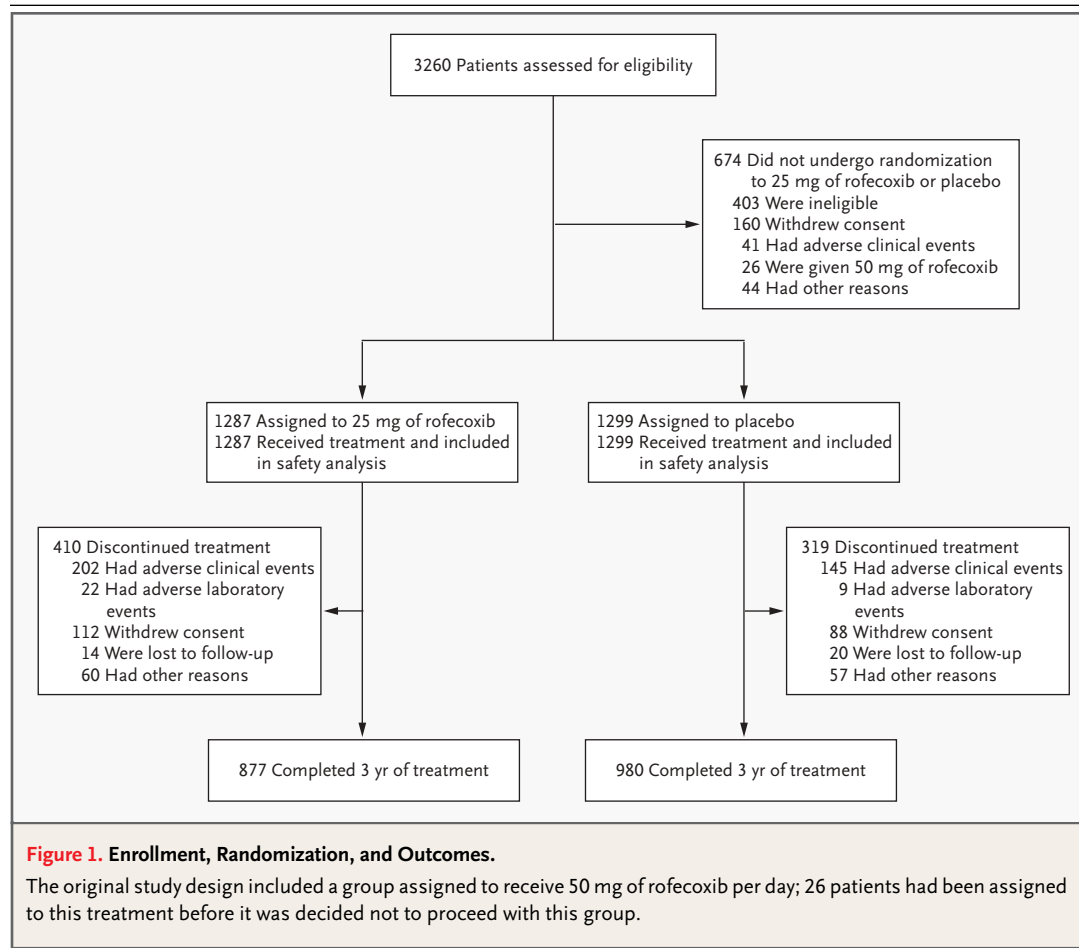 3260 Patients assessed for eligibility
674 Did not undergo randomization
to 25 mg of rofecoxib or placebo
403 Were ineligible
160 Withdrew consent
41 Had adverse clinical events
26 Were given 50 mg of rofecoxib
44 Had other reasons
1287 Assigned to 25 mg of rofecoxib
1287 Received treatment and included
in safety analysis
1299 Assigned to placebo
1299 Received treatment and included
in safety analysis
410 Discontinued treatment
202 Had adverse clinical events
22 Had adverse laboratory
events
112 Withdrew consent
14 Were lost to follow-up
60 Had other reasons
319 Discontinued treatment
145 Had adverse clinical events
9 Had adverse laboratory
events
88 Withdrew consent
20 Were lost to follow-up
57 Had other reasons
877 Completed 3 yr of treatment
980 Completed 3 yr of treatment
Figure 1. Enrollment, Randomization, and Outcomes.
The original study design included a group assigned to receive 50 mg of rofecoxib per day; 26 patients had been assigned
to this treatment before it was decided not to proceed with this group.